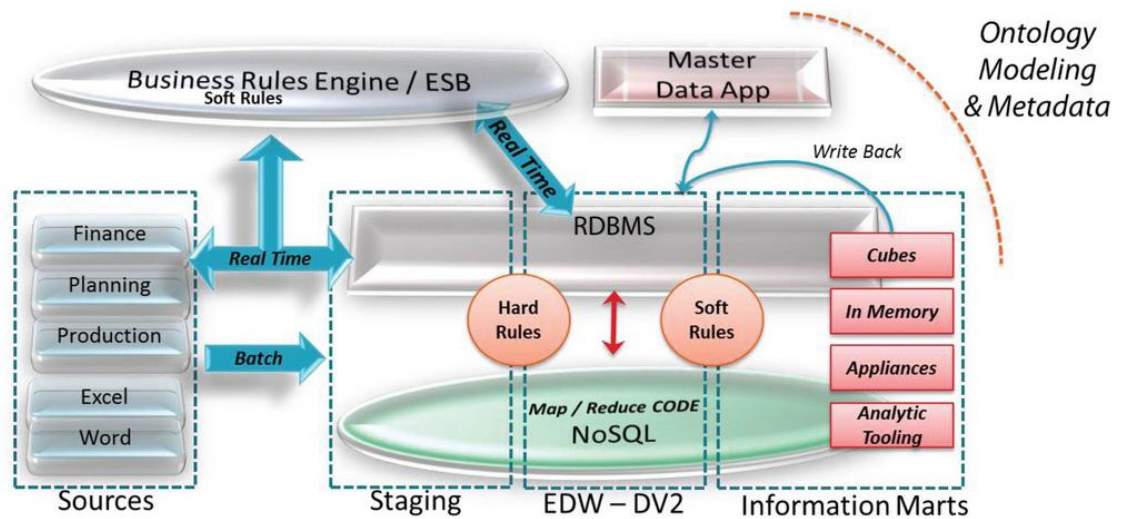 Ontology
Modeling
& Metadata
Business Rules Engine / ESB
Soft Rules
Master
Data App
Real Time
Write Back
Finance
Planning
Production
Excel
Word
Real Time
Batch
RDBMS
Hard
Rules
Soft
Rules
Map / Reduce CODE
NoSQL
Cubes
In Memory
Appliances
Analytic
Tooling
Sources
Staging
EDW – DV2
Information Marts